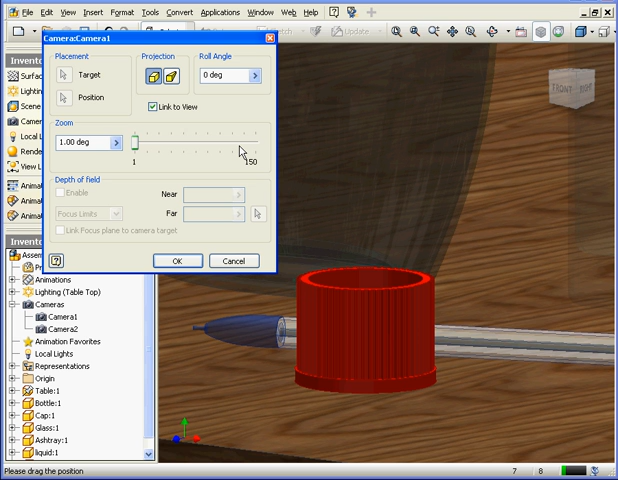 File Edit View Insert Format Tools Convert Applications Window Web Help
Update
Camera:Camera1
Placement
Target
Position
Projection
Roll Angle
0 deg
Link to View
Zoom
1.00 deg
1 150
Depth of field
Enable
Near
Focus Limits
Far
Link Focus plane to camera target
OK Cancel
FRONT RIGHT
Invento
Surfac
Lighting
Scene
Camer
Local L
Rende
View L
Animat
Animat
Animat
Invento
Assem
Animations
Lighting (Table Top)
Cameras
Camera1
Camera2
Animation Favorites
Local Lights
Representations
Origin
Table:1
Bottle:1
Cap:1
Glass:1
Ashtray:1
liquid:1
Please drag the position
7 8